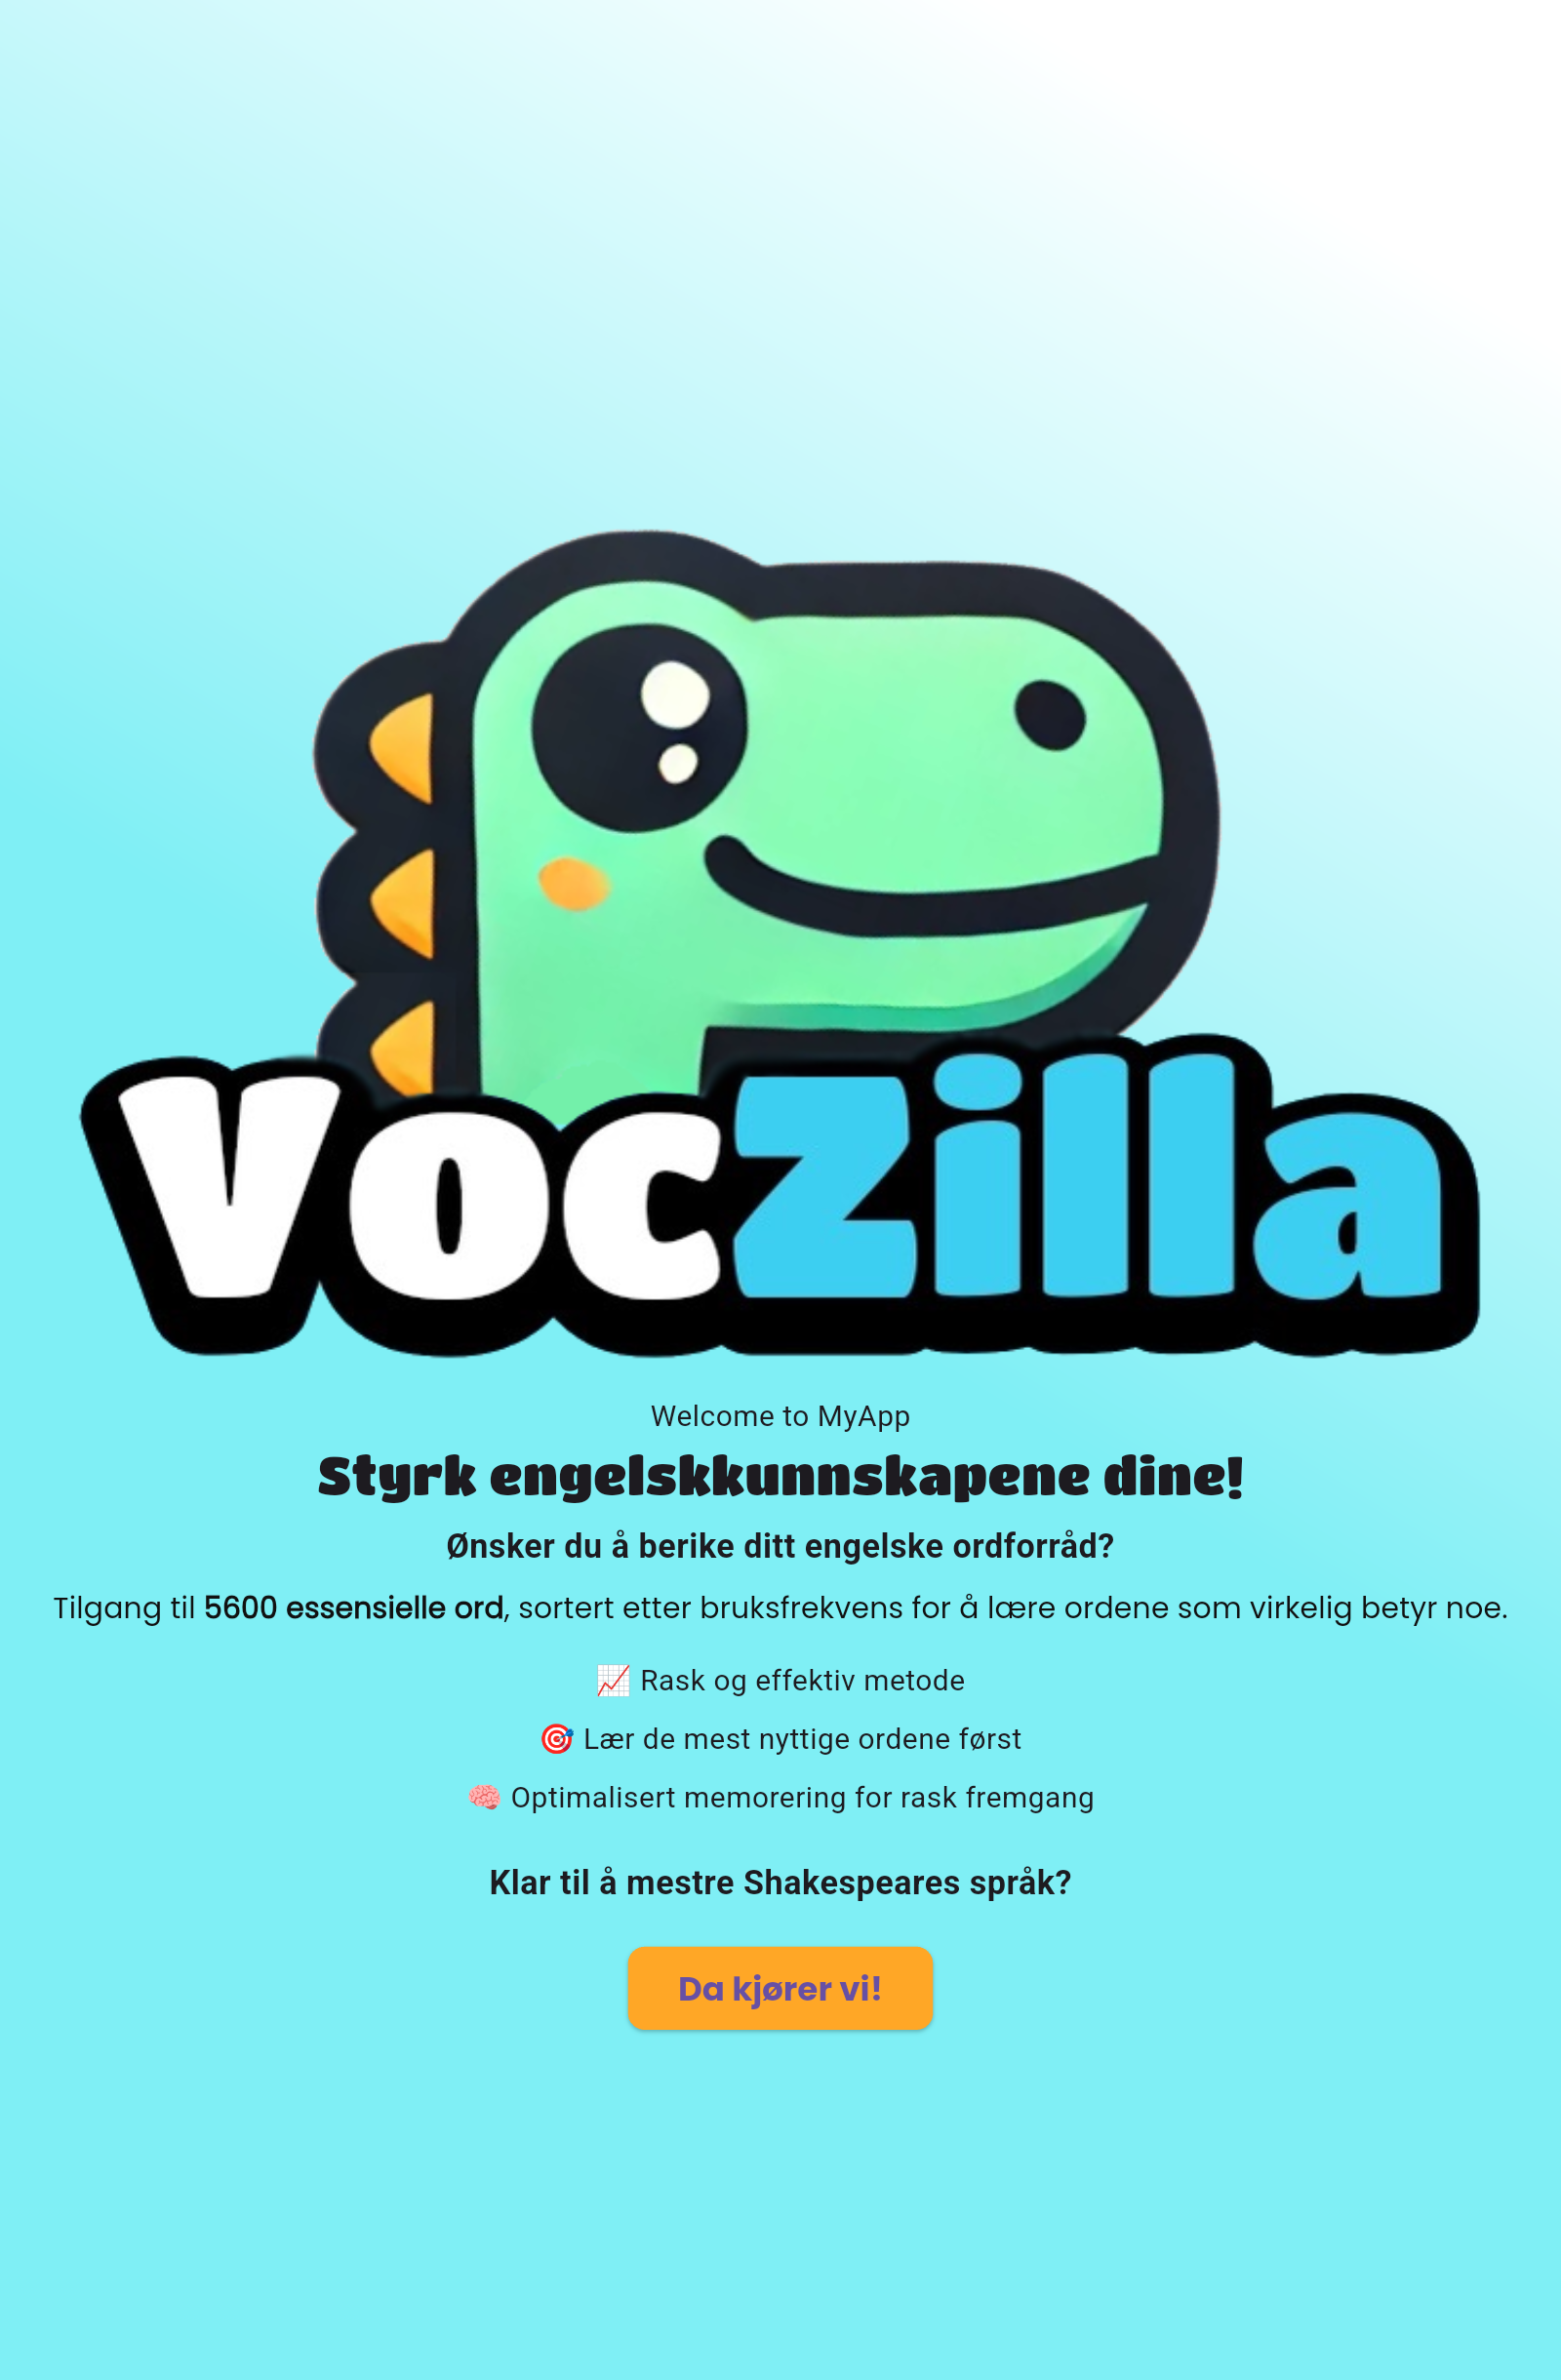 Voczilla
Welcome to MyApp
Styrk engelskkunnskapene dine!
Ønsker du å berike ditt engelske ordforråd?
Tilgang til 5600 essensielle ord, sortert etter bruksfrekvens for å lære ordene som virkelig betyr noe.
📈 Rask og effektiv metode
🎯 Lær de mest nyttige ordene først
🧠 Optimalisert memorering for rask fremgang
Klar til å mestre Shakespeares språk?
Da kjører vi!